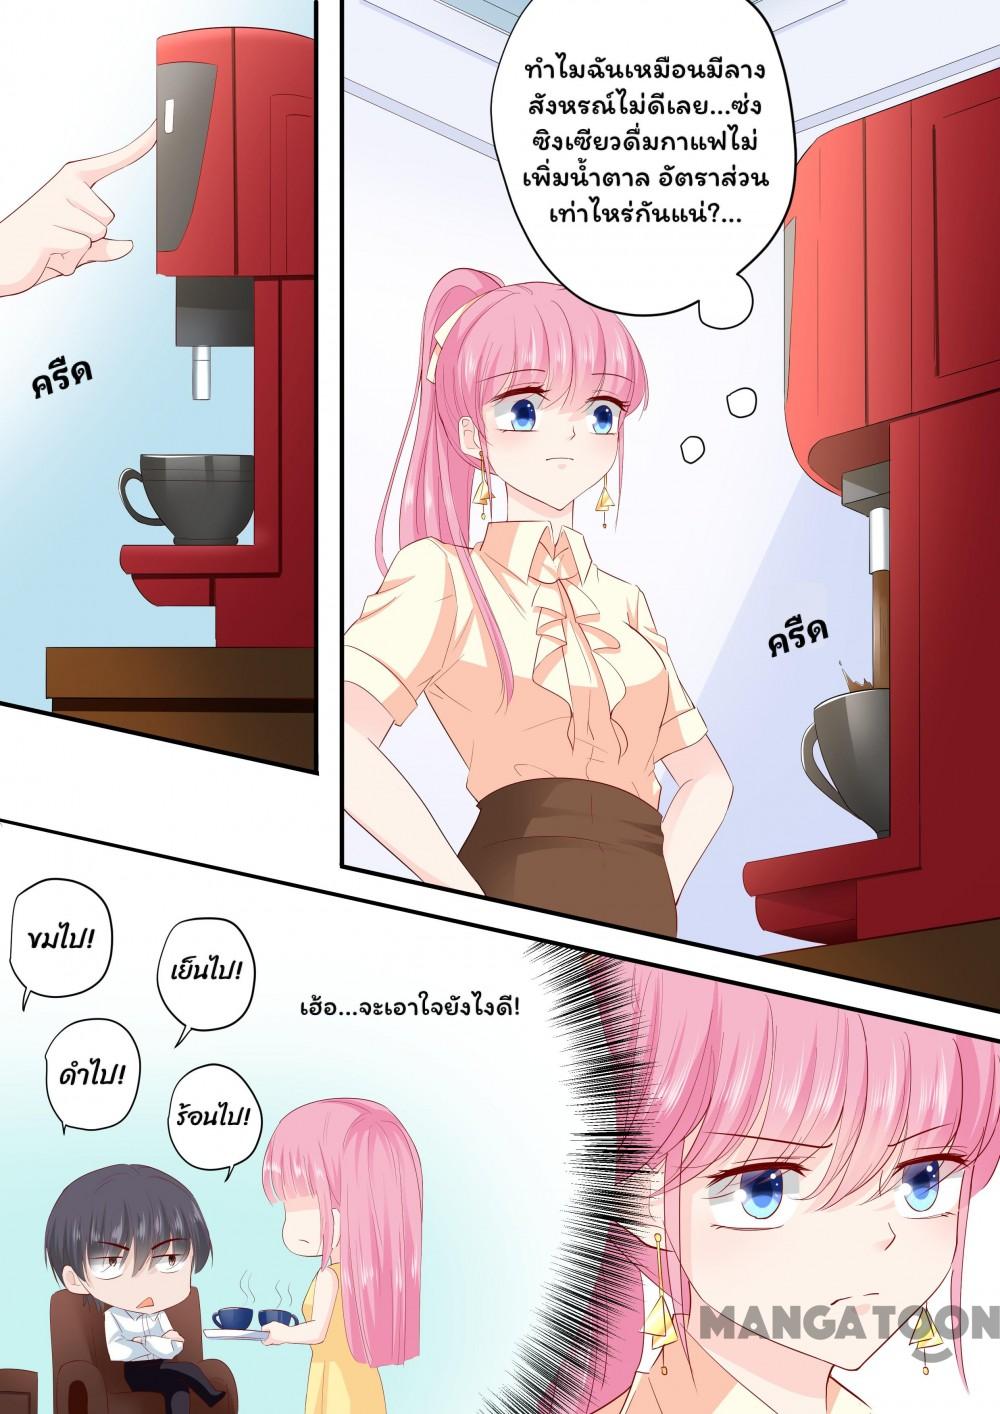 ทำไมฉันเหมือนมีลาง
สังหรณ์ไม่ดีเลย...ซ่ง
ซิงเซียวดื่มกาแฟไม่
เพิ่มน้ำตาล อัตราส่วน
เท่าไหร่กันแน่?...
ครืด
ครืด
ขมไป!
เย็นไป!
เฮ้อ...จะเอาใจยังไงดี!
ดำไป!
ร้อนไป!
MANGATOON